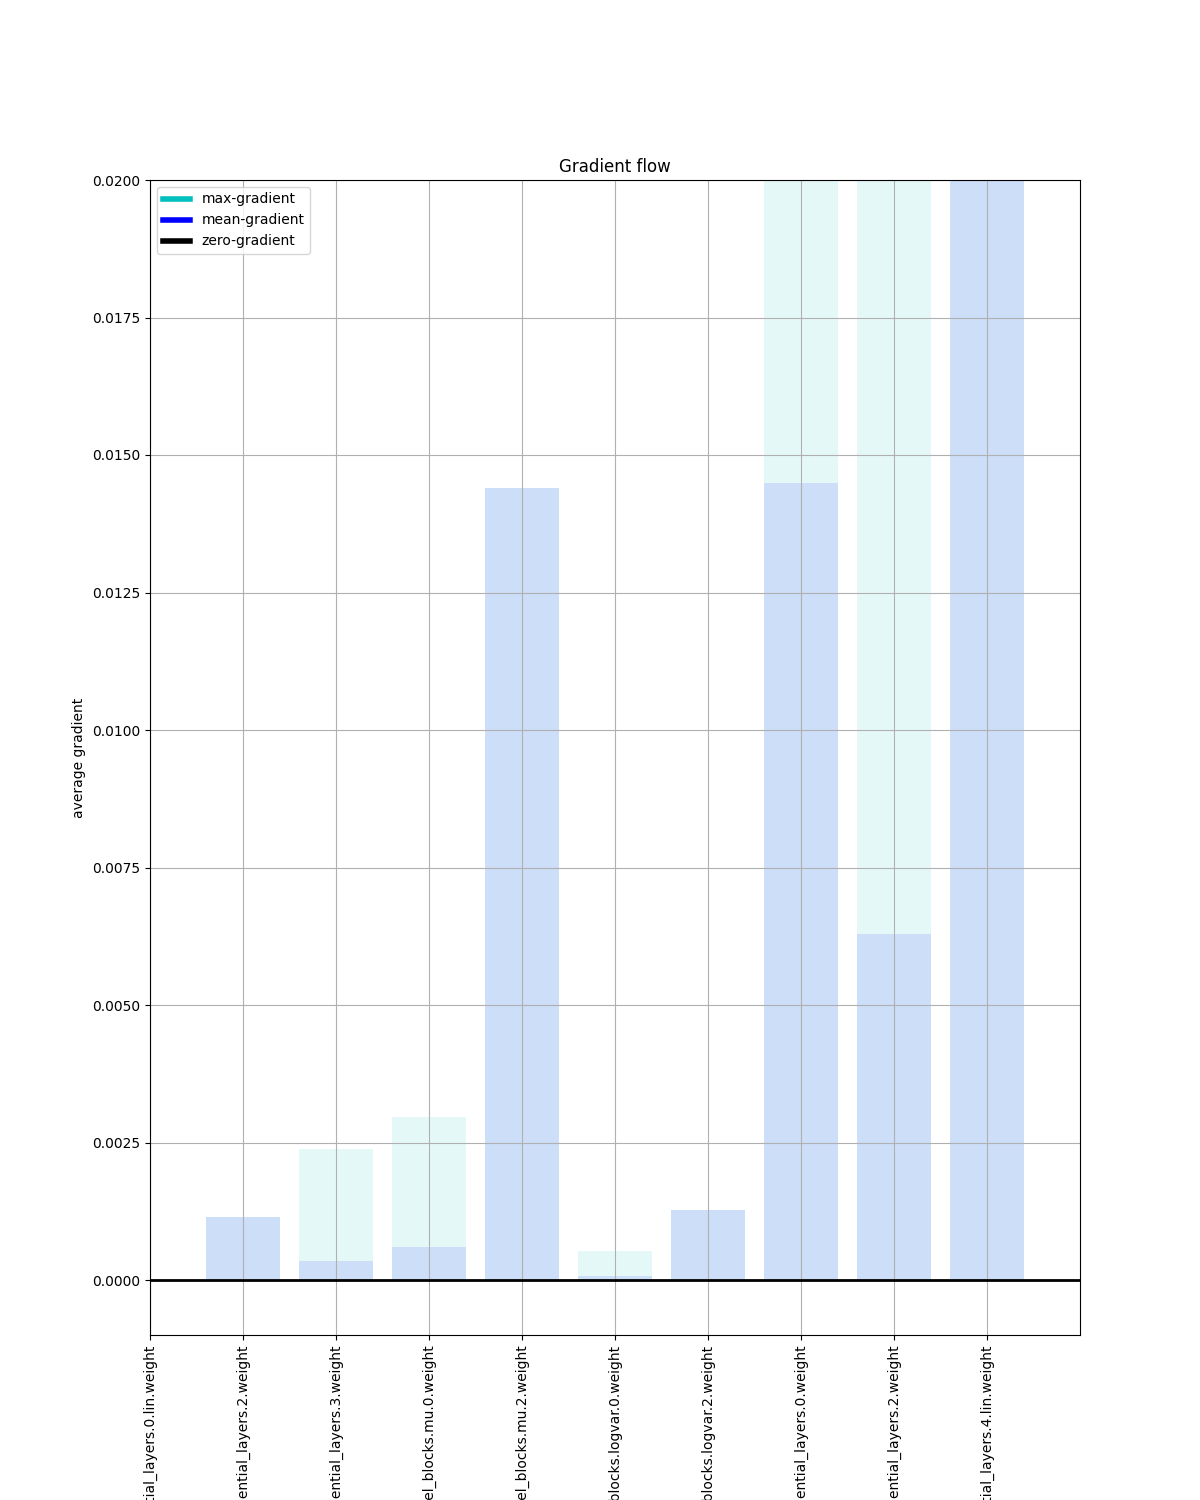 Gradient flow
max-gradient
mean-gradient
zero-gradient
average gradient
0.0200
0.0175
0.0150
0.0125
0.0100
0.0075
0.0050
0.0025
0.0000
tial_layers.0.lin.weight
ential_layers.2.weight
ential_layers.3.weight
el_blocks.mu.0.weight
el_blocks.mu.2.weight
blocks.logvar.0.weight
blocks.logvar.2.weight
ential_layers.0.weight
ential_layers.2.weight
tial_layers.4.lin.weight